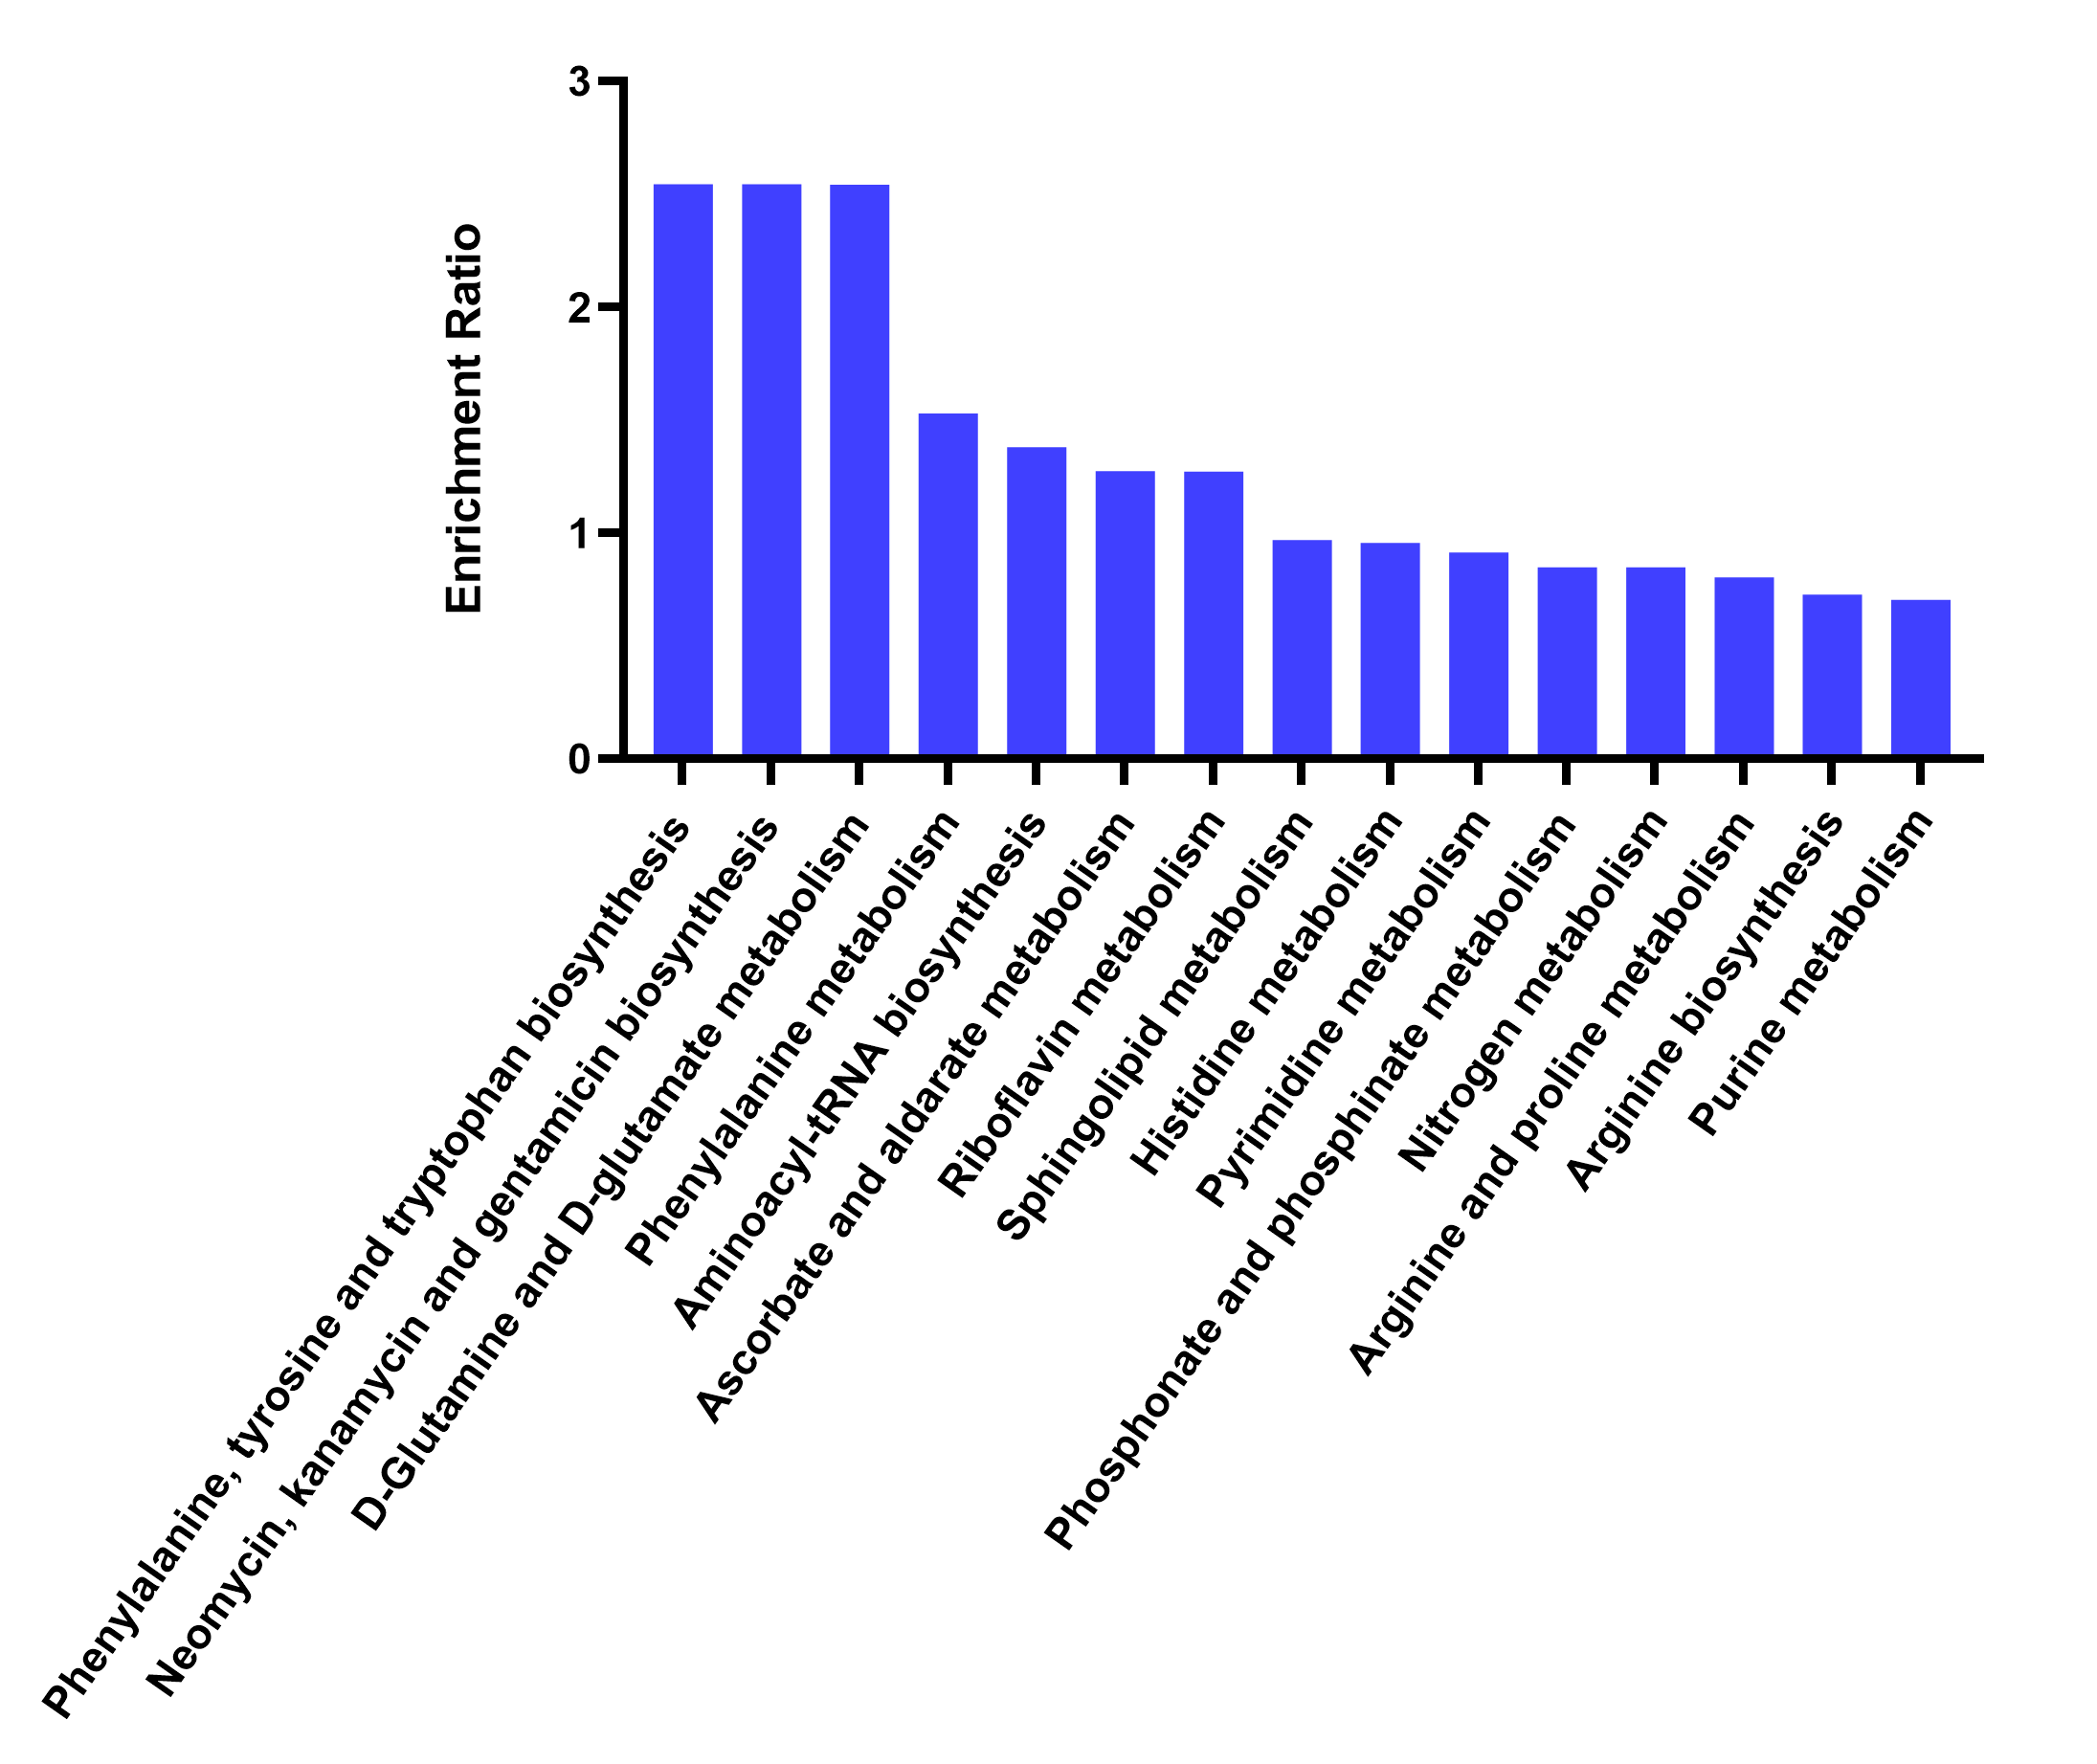 3
2
1
0
Enrichment Ratio
Phenylalanine, tyrosine and tryptophan biosynthesis
Neomycin, kanamycin and gentamicin biosynthesis
D-Glutamine and D-glutamate metabolism
Phenylalanine metabolism
Aminoacyl-tRNA biosynthesis
Ascorbate and aldarate metabolism
Riboflavin metabolism
Sphingolipid metabolism
Histidine metabolism
Pyrimidine metabolism
Phosphonate and phosphinate metabolism
Nitrogen metabolism
Arginine and proline metabolism
Arginine biosynthesis
Purine metabolism